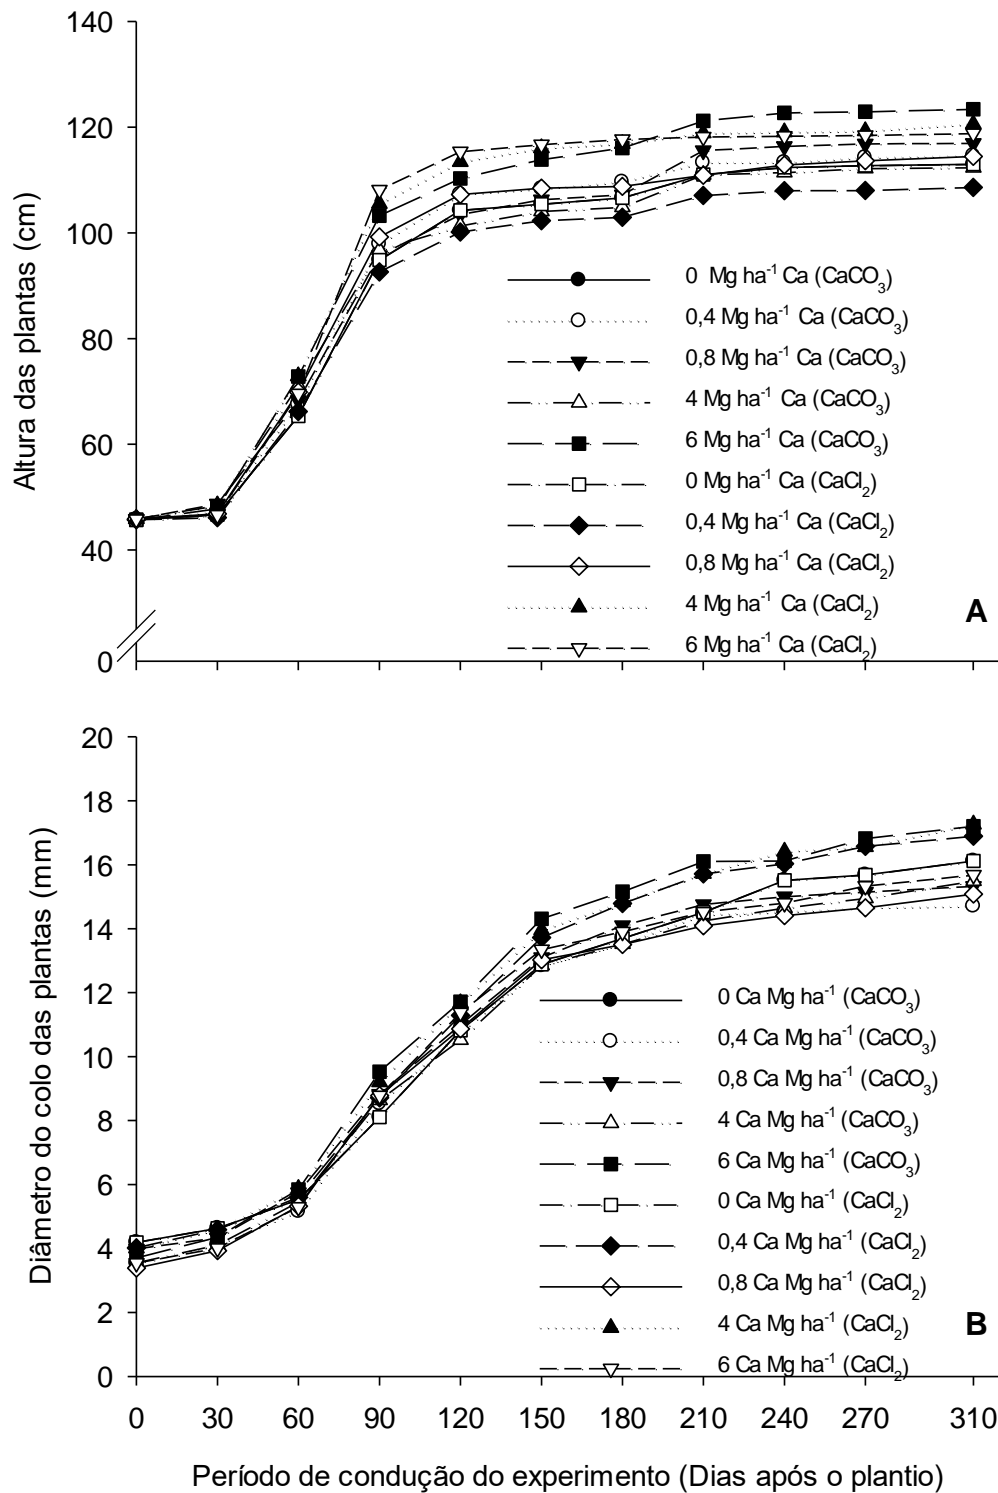 140
120
100
80
60
40
0
Altura das plantas (cm)
0 Mg ha⁻¹ Ca (CaCO₃)
0,4 Mg ha⁻¹ Ca (CaCO₃)
0,8 Mg ha⁻¹ Ca (CaCO₃)
4 Mg ha⁻¹ Ca (CaCO₃)
6 Mg ha⁻¹ Ca (CaCO₃)
0 Mg ha⁻¹ Ca (CaCl₂)
0,4 Mg ha⁻¹ Ca (CaCl₂)
0,8 Mg ha⁻¹ Ca (CaCl₂)
4 Mg ha⁻¹ Ca (CaCl₂)
6 Mg ha⁻¹ Ca (CaCl₂)
A
20
18
16
14
12
10
8
6
4
2
0
Diâmetro do colo das plantas (mm)
0 Ca Mg ha⁻¹ (CaCO₃)
0,4 Ca Mg ha⁻¹ (CaCO₃)
0,8 Ca Mg ha⁻¹ (CaCO₃)
4 Ca Mg ha⁻¹ (CaCO₃)
6 Ca Mg ha⁻¹ (CaCO₃)
0 Ca Mg ha⁻¹ (CaCl₂)
0,4 Ca Mg ha⁻¹ (CaCl₂)
0,8 Ca Mg ha⁻¹ (CaCl₂)
4 Ca Mg ha⁻¹ (CaCl₂)
6 Ca Mg ha⁻¹ (CaCl₂)
B
0 30 60 90 120 150 180 210 240 270 310
Período de condução do experimento (Dias após o plantio)